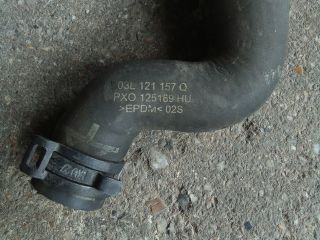 03L 121 157 Q
PXO 125169 HU
>EPDM< 02S